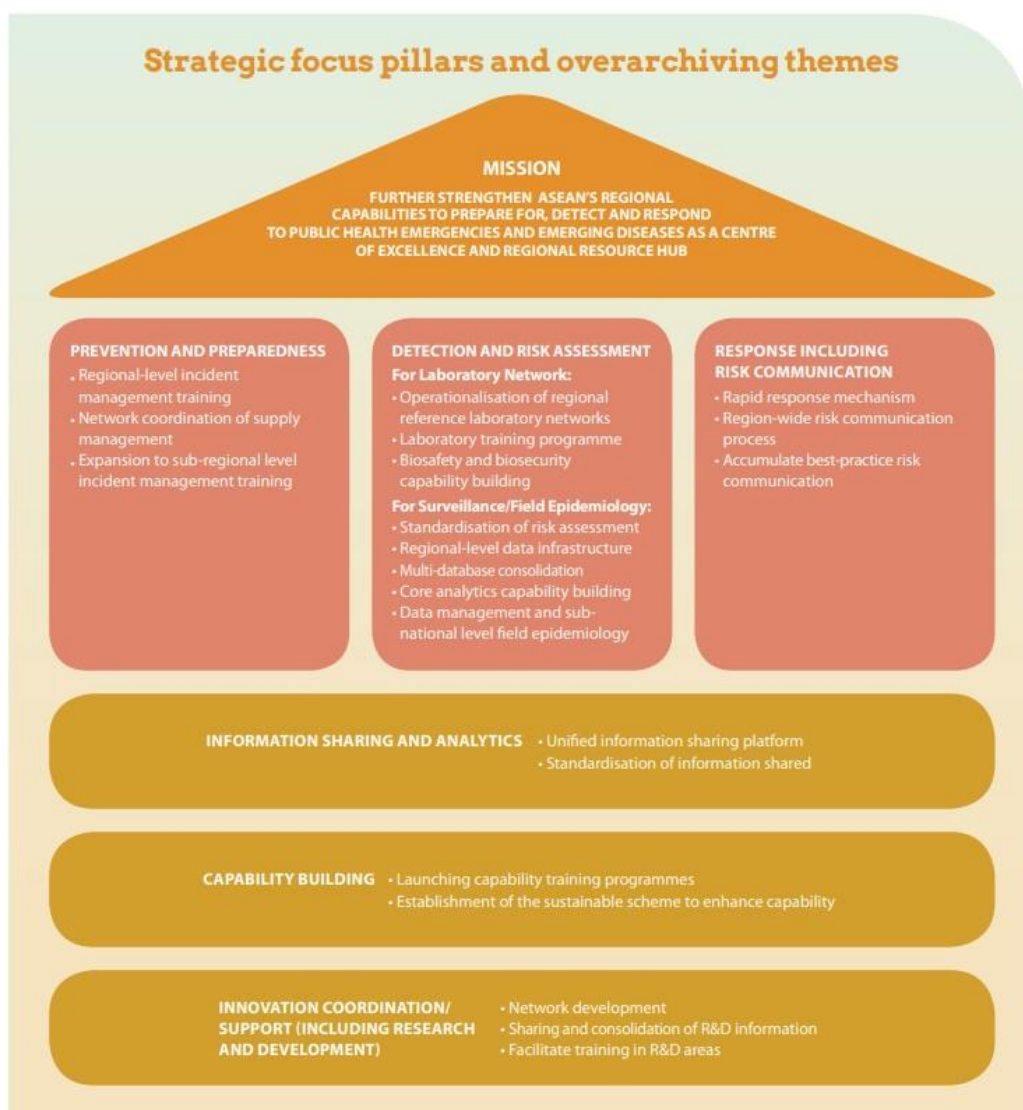 Strategic focus pillars and overarchiving themes
MISSION
FURTHER STRENGTHEN ASEAN'S REGIONAL
CAPABILITIES TO PREPARE FOR, DETECT AND RESPOND
TO PUBLIC HEALTH EMERGENCIES AND EMERGING DISEASES AS A CENTRE
OF EXCELLENCE AND REGIONAL RESOURCE HUB
PREVENTION AND PREPAREDNESS
. Regional-level incident
management training
• Network coordination of supply
management
. Expansion to sub-regional level
incident management training
DETECTION AND RISK ASSESSMENT
For Laboratory Network:
• Operationalisation of regional
reference laboratory networks
• Laboratory training programme
• Biosafety and biosecurity
capability building
For Surveillance/Field Epidemiology:
• Standardisation of risk assessment
• Regional-level data infrastructure
• Multi-database consolidation
• Core analytics capability building
• Data management and sub-
national level field epidemiology
RESPONSE INCLUDING
RISK COMMUNICATION
• Rapid response mechanism
• Region-wide risk communication
process
• Accumulate best-practice risk
communication
INFORMATION SHARING AND ANALYTICS
• Unified information sharing platform
• Standardisation of information shared
CAPABILITY BUILDING
• Launching capability training programmes
• Establishment of the sustainable scheme to enhance capability
INNOVATION COORDINATION/
SUPPORT (INCLUDING RESEARCH
AND DEVELOPMENT)
• Network development
• Sharing and consolidation of R&D information
• Facilitate training in R&D areas